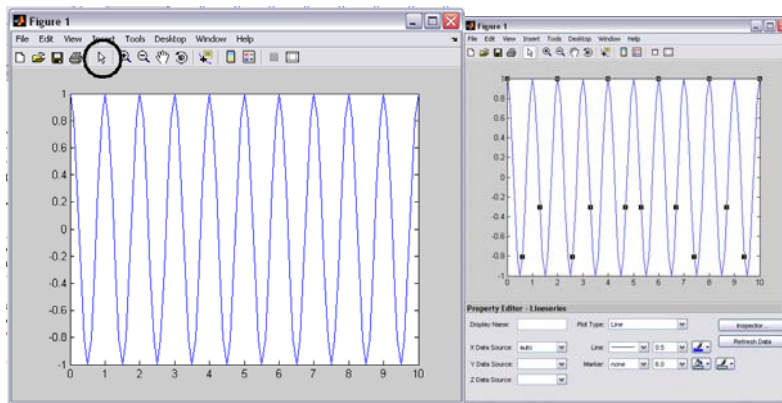 Figure 1
File Edit View Insert Tools Desktop Window Help
1
0.8
0.6
0.4
0.2
0
-0.2
-0.4
-0.6
-0.8
-1
0 1 2 3 4 5 6 7 8 9 10
Figure 1
File Edit View Insert Tools Desktop Window Help
1
0.8
0.6
0.4
0.2
0
-0.2
-0.4
-0.6
-0.8
-1
0 1 2 3 4 5 6 7 8 9 10
Property Editor - Lineseries
Display Name: Plot Type: Line Inspector...
Refresh Data
X Data Source: auto Line: 0.5
Y Data Source: Marker: none 6.0
Z Data Source: